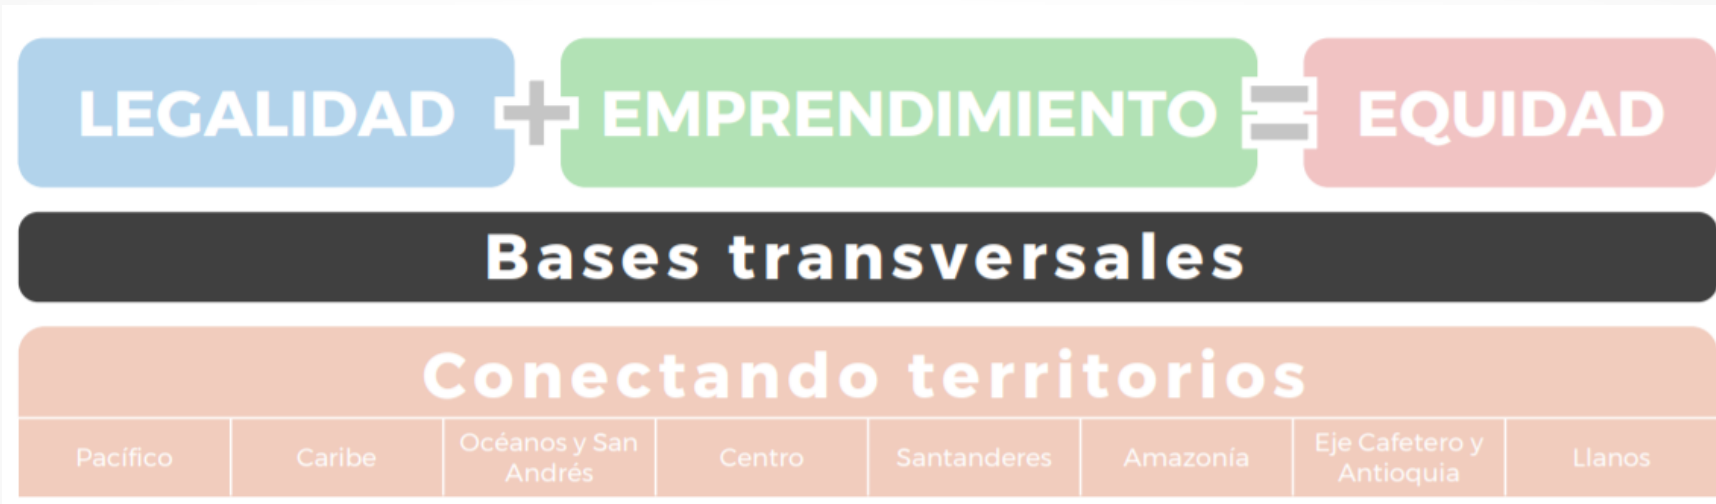 LEGALIDAD + EMPRENDIMIENTO = EQUIDAD
Bases transversales
Conectando territorios
Pacífico
Caribe
Océanos y San
Andrés
Centro
Santanderes
Amazonía
Eje Cafetero y
Antioquia
Llanos